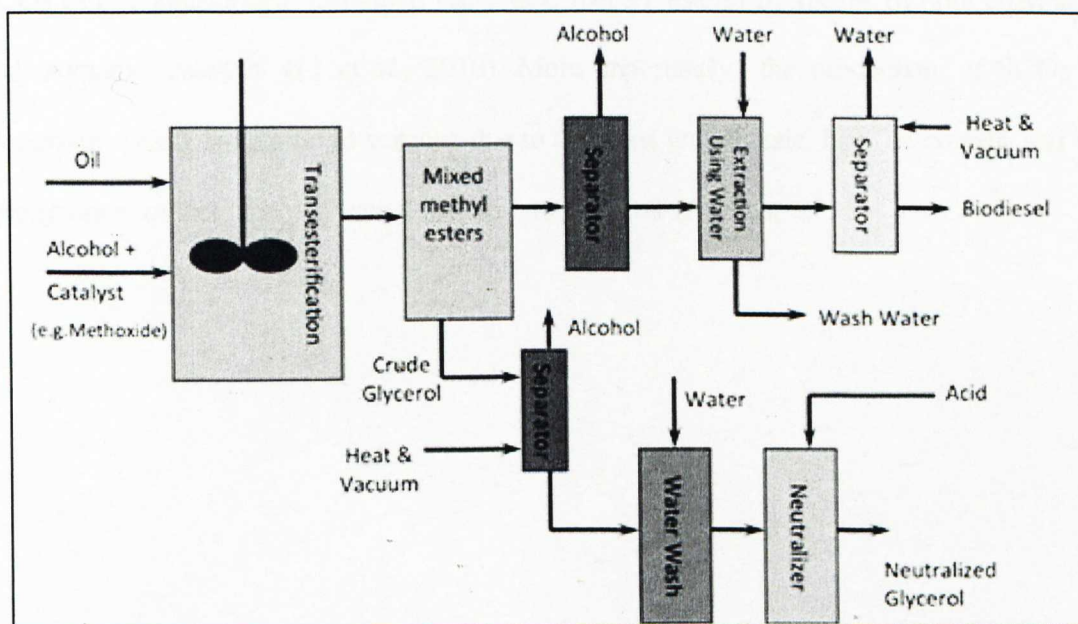 Alcohol
Water
Water
Oil
Alcohol +
Catalyst
(e.g.Methoxide)
Transesterification
Mixed
methyl
esters
Separator
Extraction
Using Water
Separator
Heat &
Vacuum
Biodiesel
Wash Water
Alcohol
Crude
Glycerol
Separator
Heat &
Vacuum
Water
Acid
Water Wash
Neutralizer
Neutralized
Glycerol